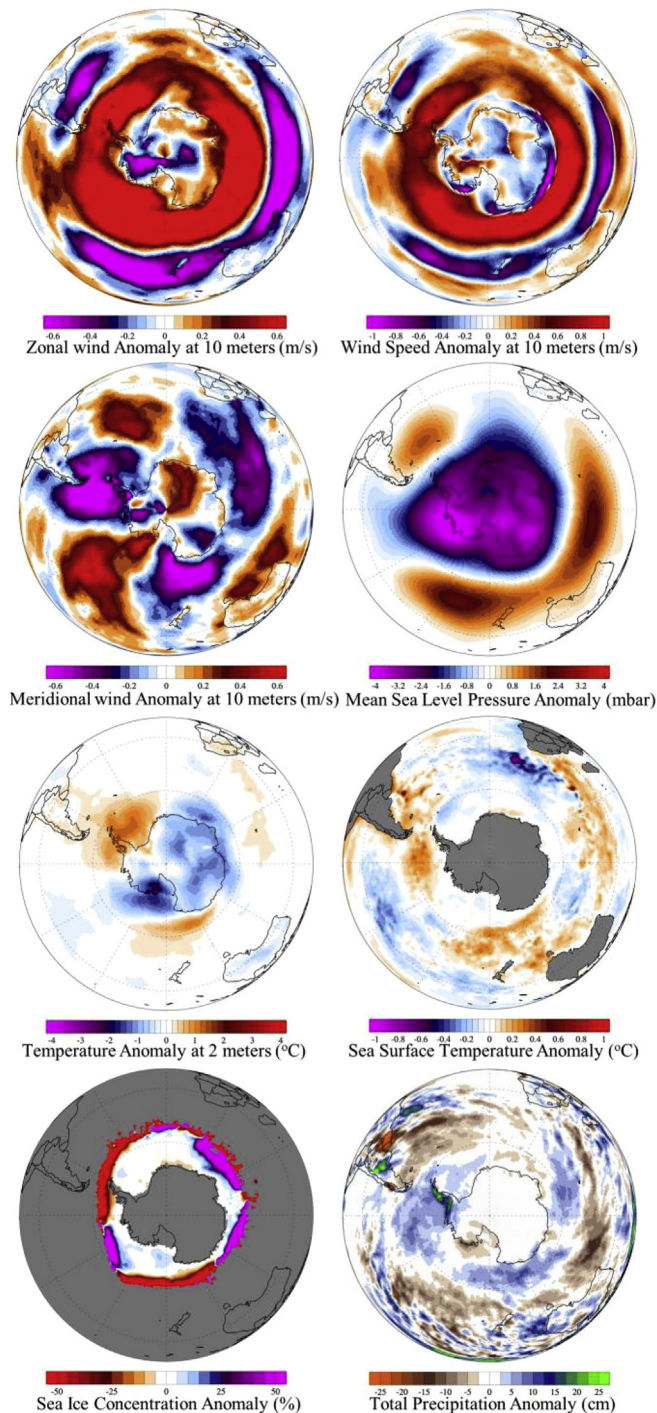 -0.6 -0.4 -0.2 0 0.2 0.4 0.6
Zonal wind Anomaly at 10 meters (m/s)
-1 -0.8 -0.6 -0.4 -0.2 0 0.2 0.4 0.6 0.8 1
Wind Speed Anomaly at 10 meters (m/s)
-0.6 -0.4 -0.2 0 0.2 0.4 0.6
Meridional wind Anomaly at 10 meters (m/s)
-4 -3.2 -2.4 -1.6 -0.8 0 0.8 1.6 2.4 3.2 4
Mean Sea Level Pressure Anomaly (mbar)
-4 -3 -2 -1 0 1 2 3 4
Temperature Anomaly at 2 meters (°C)
-1 -0.8 -0.6 -0.4 -0.2 0 0.2 0.4 0.6 0.8 1
Sea Surface Temperature Anomaly (°C)
-50 -25 0 25 50
Sea Ice Concentration Anomaly (%)
-25 -20 -15 -10 -5 0 5 10 15 20 25
Total Precipitation Anomaly (cm)